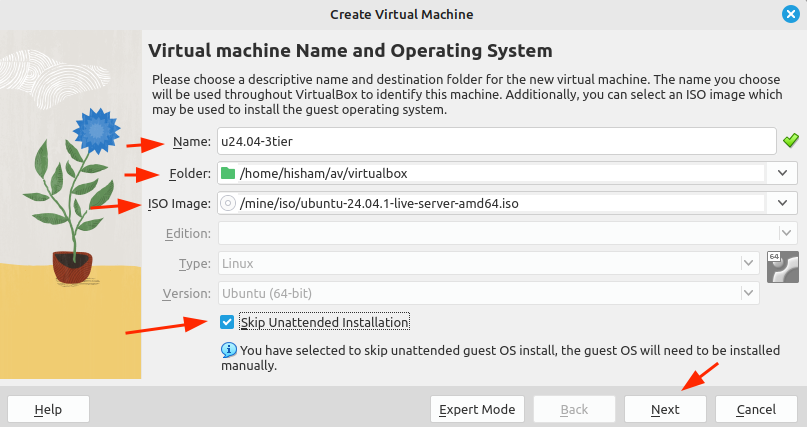 Create Virtual Machine
Virtual machine Name and Operating System
Please choose a descriptive name and destination folder for the new virtual machine. The name you choose
will be used throughout VirtualBox to identify this machine. Additionally, you can select an ISO image which
may be used to install the guest operating system.
Name: u24.04-3tier
Folder: /home/hisham/av/virtualbox
ISO Image: /mine/iso/ubuntu-24.04.1-live-server-amd64.iso
Edition:
Type: Linux 64
Version: Ubuntu (64-bit)
Skip Unattended Installation
You have selected to skip unattended guest OS install, the guest OS will need to be installed
manually.
Help Expert Mode Back Next Cancel